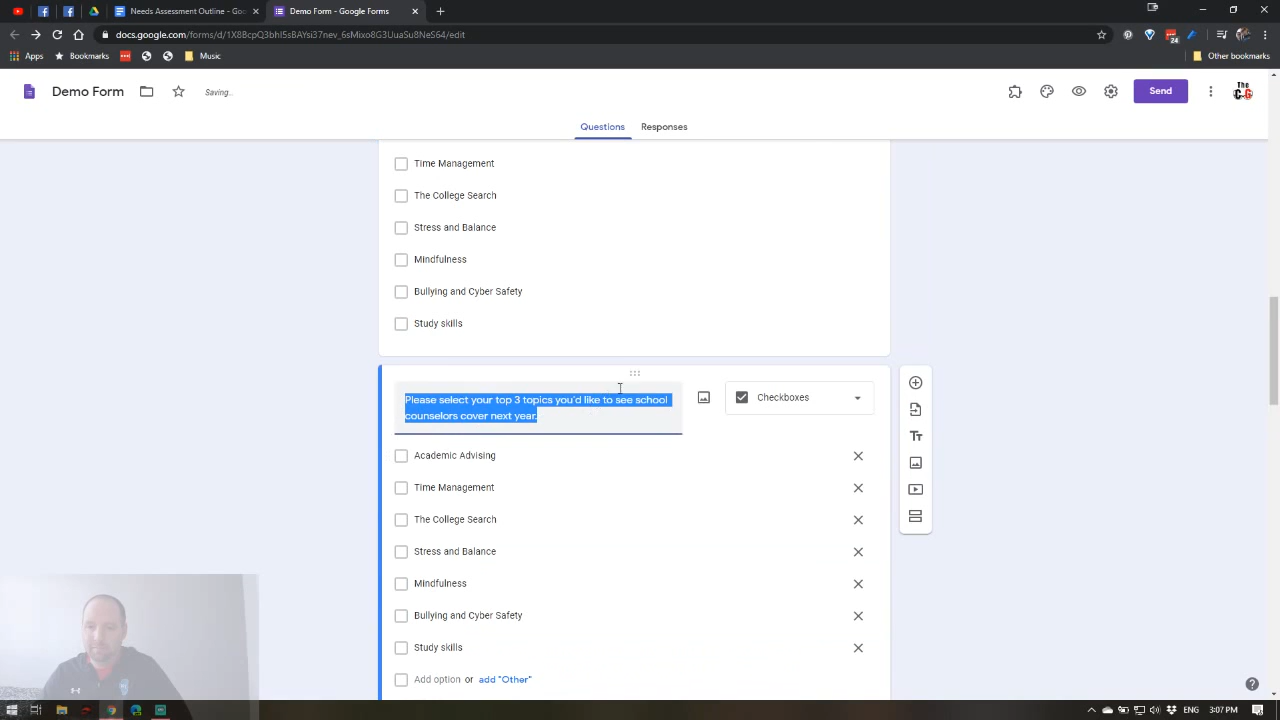 Needs Assessment Outline - Goo
Demo Form - Google Forms
docs.google.com/forms/d/1X8BcpQ3bhI5sBAYsi37nev_6sMixo8G3UuaSu8NeS64/edit
24
Apps
Bookmarks
Music
Other bookmarks
Demo Form
Saving...
Send
The
Questions
Responses
Time Management
The College Search
Stress and Balance
Mindfulness
Bullying and Cyber Safety
Study skills
Please select your top 3 topics you'd like to see school
counselors cover next year.
Checkboxes
Academic Advising
Time Management
The College Search
Stress and Balance
Mindfulness
Bullying and Cyber Safety
Study skills
Add option or add "Other"
ENG
3:07 PM